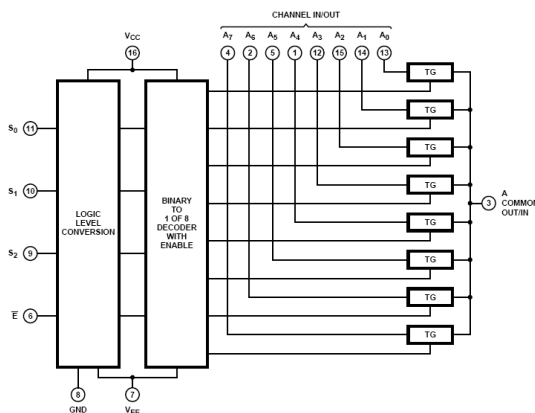 CHANNEL IN/OUT
VCC A7 A6 A5 A4 A3 A2 A1 A0
16 4 2 5 1 12 15 14 13
TG
TG
S0 11
TG
TG
S1 10
LOGIC
LEVEL
CONVERSION
BINARY
TO
1 OF 8
DECODER
WITH
ENABLE
3 A
COMMON
OUT/IN
TG
S2 9
TG
E̅ 6
TG
TG
8 7
GND VEE